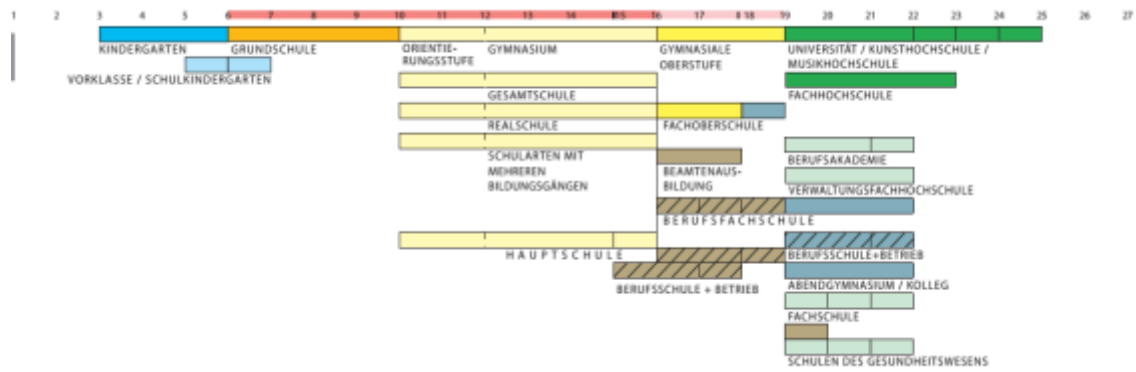 1 2 3 4 5 6 7 8 9 10 11 12 13 14 15 16 17 18 19 20 21 22 23 24 25 26 27
KINDERGARTEN
GRUNDSCHULE
ORIENTIE-
RUNGSSTUFE
GYMNASIUM
GYMNASIALE
OBERSTUFE
UNIVERSITÄT / KUNSTHOCHSCHULE /
MUSIKHOCHSCHULE
VORKLASSE / SCHULKINDERGARTEN
GESAMTSCHULE
FACHHOCHSCHULE
REALSCHULE
FACHOBERSCHULE
SCHULARTEN MIT
MEHREREN
BILDUNGSGÄNGEN
BEAMTENAUS-
BILDUNG
BERUFSAKADEMIE
VERWALTUNGSFACHHOCHSCHULE
BERUFSFACHSCHULE
HAUPTSCHULE
BERUFSSCHULE+BETRIEB
BERUFSSCHULE + BETRIEB
ABENDGYMNASIUM / KOLLEG
FACHSCHULE
SCHULEN DES GESUNDHEITSWESENS